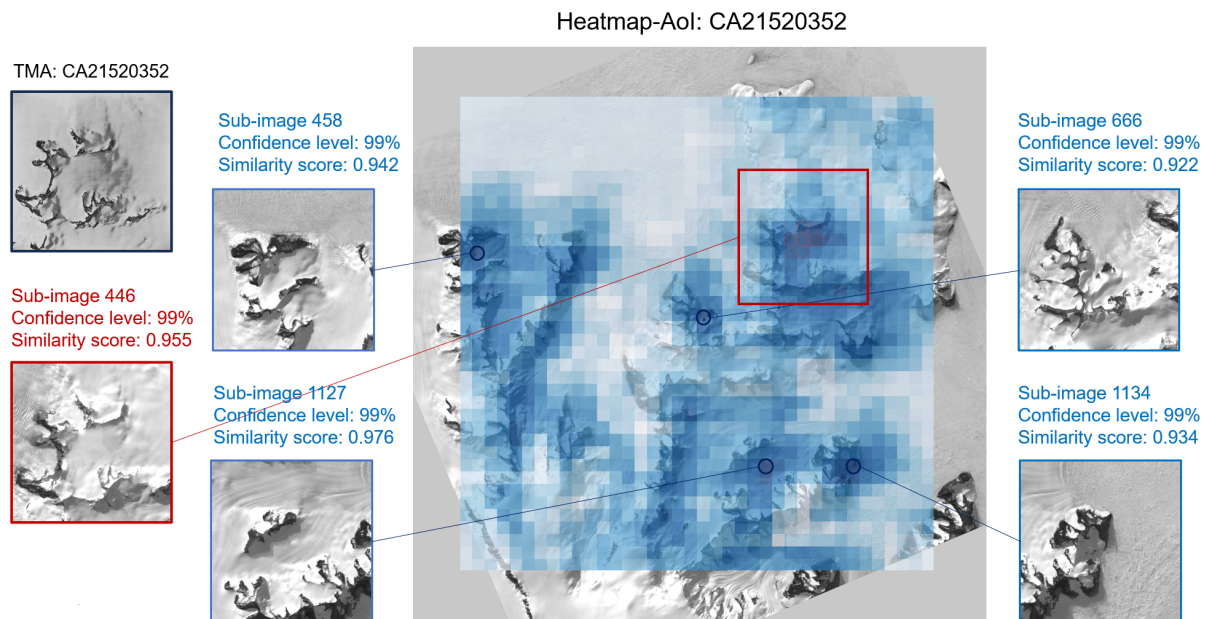 Heatmap-AoI: CA21520352
TMA: CA21520352
Sub-image 458
Confidence level: 99%
Similarity score: 0.942
Sub-image 666
Confidence level: 99%
Similarity score: 0.922
Sub-image 446
Confidence level: 99%
Similarity score: 0.955
Sub-image 1127
Confidence level: 99%
Similarity score: 0.976
Sub-image 1134
Confidence level: 99%
Similarity score: 0.934